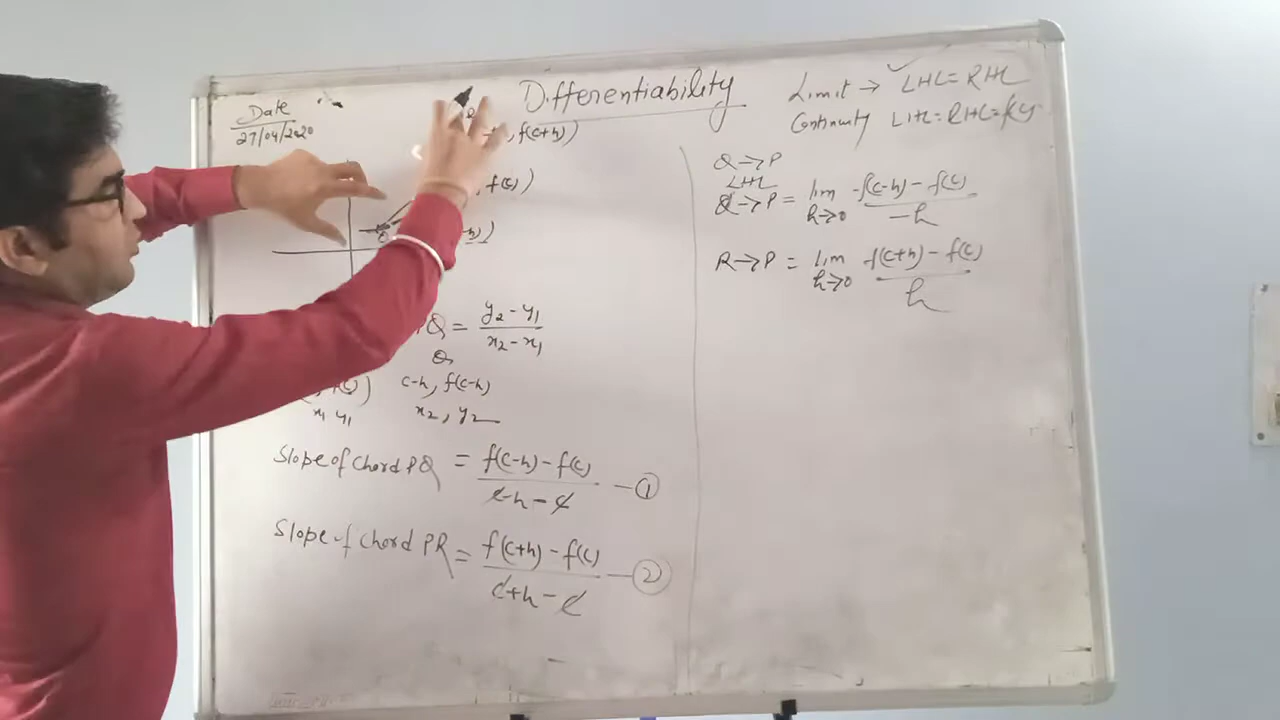 Differentiability
Date
27/04/2020
, f(c+h))
, f(c))
-h)
PQ = y2 - y1 / x2 - x1
Q
c-h, f(c-h)
x1 y1
x2, y2
Slope of chord PQ = f(c-h) - f(c) / c-h - c — ①
Slope of chord PR = f(c+h) - f(c) / c+h - c — ②
Limit → LHL = RHL
Continuity LHL = RHL = f(c)
Q → P
LHL
Q → P = lim h→0 f(c-h) - f(c) / -h
R → P = lim h→0 f(c+h) - f(c) / h